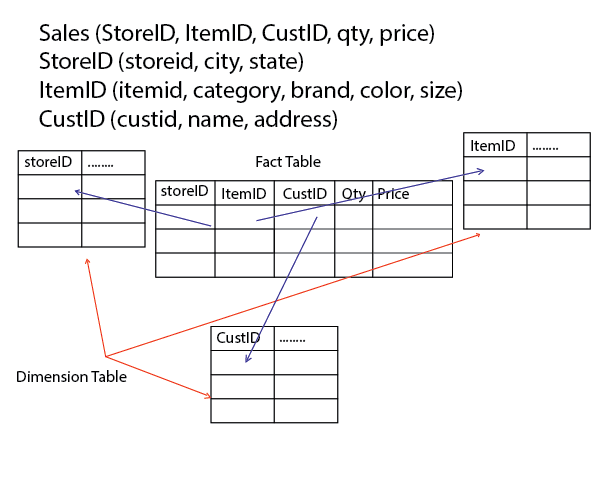 Sales (StoreID, ItemID, CustID, qty, price)
StoreID (storeid, city, state)
ItemID (itemid, category, brand, color, size)
CustID (custid, name, address)
storeID ........
Fact Table
ItemID ........
storeID ItemID CustID Qty Price
CustID ........
Dimension Table